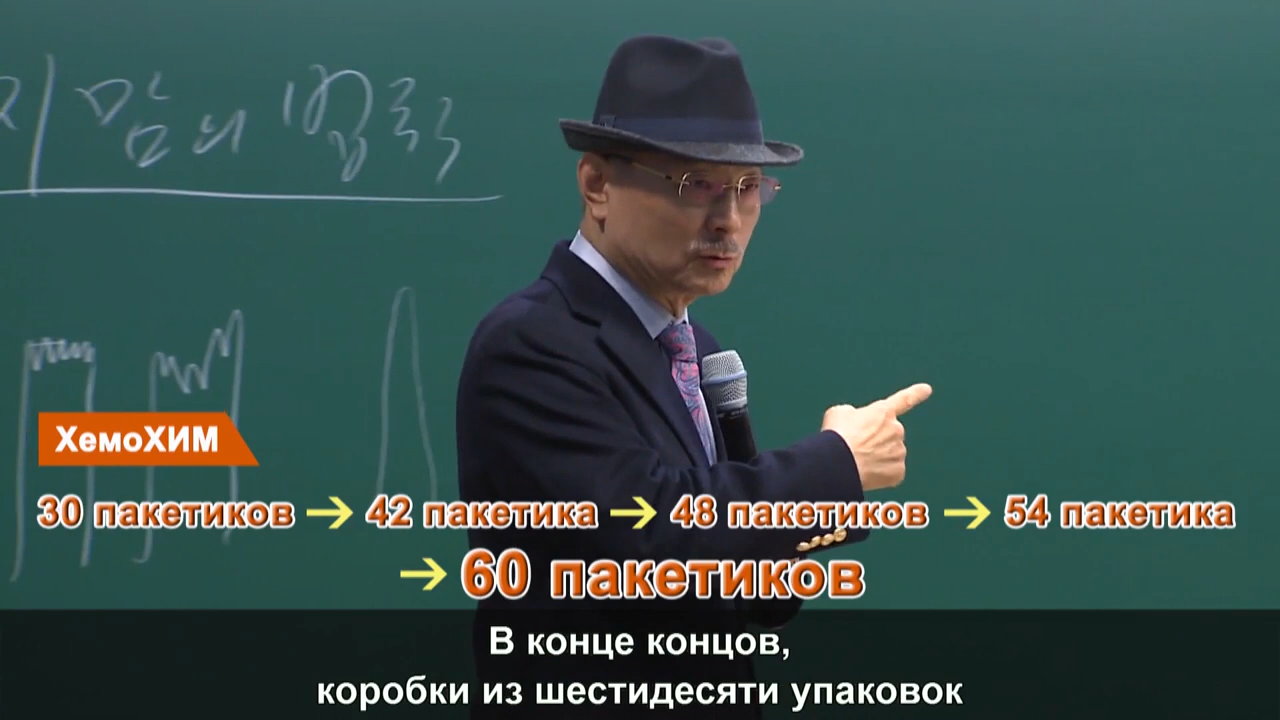 ХемоХИМ
30 пакетиков → 42 пакетика → 48 пакетиков → 54 пакетика
→ 60 пакетиков
В конце концов,
коробки из шестидесяти упаковок